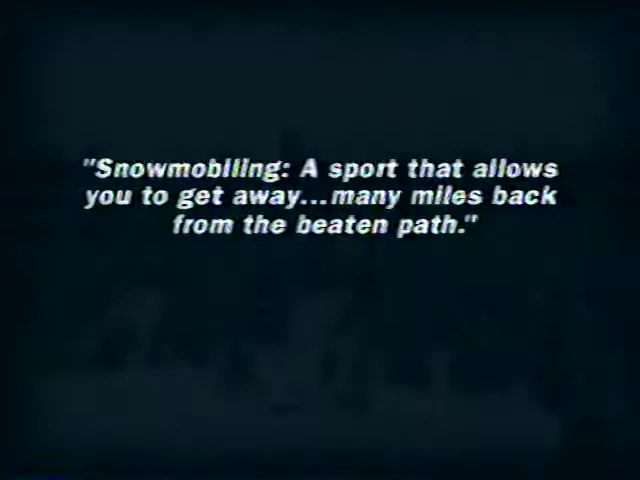 "Snowmobiling: A sport that allows
you to get away...many miles back
from the beaten path."